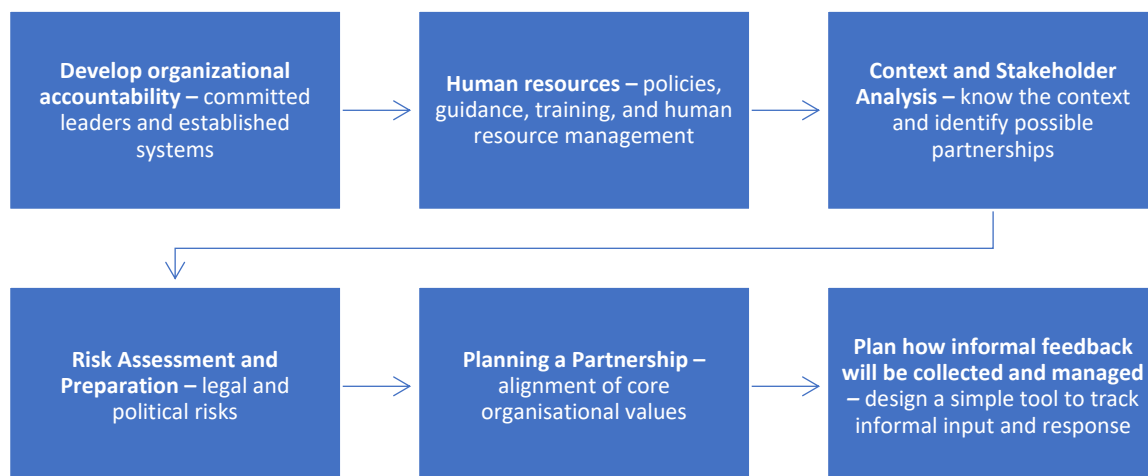 Develop organizational
accountability – committed
leaders and established
systems
Human resources – policies,
guidance, training, and human
resource management
Context and Stakeholder
Analysis – know the context
and identify possible
partnerships
Risk Assessment and
Preparation – legal and
political risks
Planning a Partnership –
alignment of core
organisational values
Plan how informal feedback
will be collected and managed
– design a simple tool to track
informal input and response